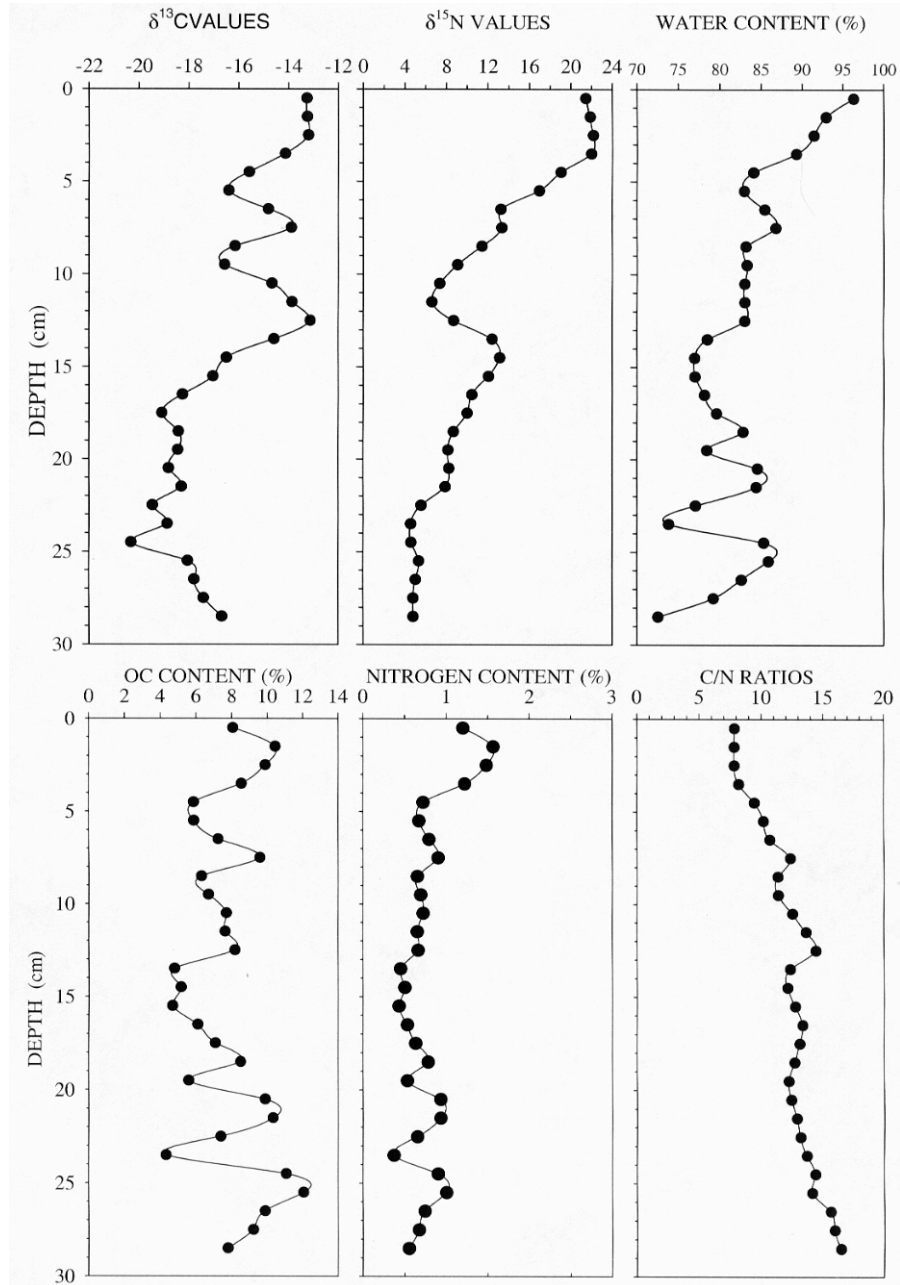 δ¹³CVALUES δ¹⁵N VALUES WATER CONTENT (%)
-22 -20 -18 -16 -14 -12 0 4 8 12 16 20 24 70 75 80 85 90 95 100
0
5
10
15
20
25
30
DEPTH (cm)
OC CONTENT (%) NITROGEN CONTENT (%) C/N RATIOS
0 2 4 6 8 10 12 14 0 1 2 3 0 5 10 15 20
0
5
10
15
20
25
30
DEPTH (cm)